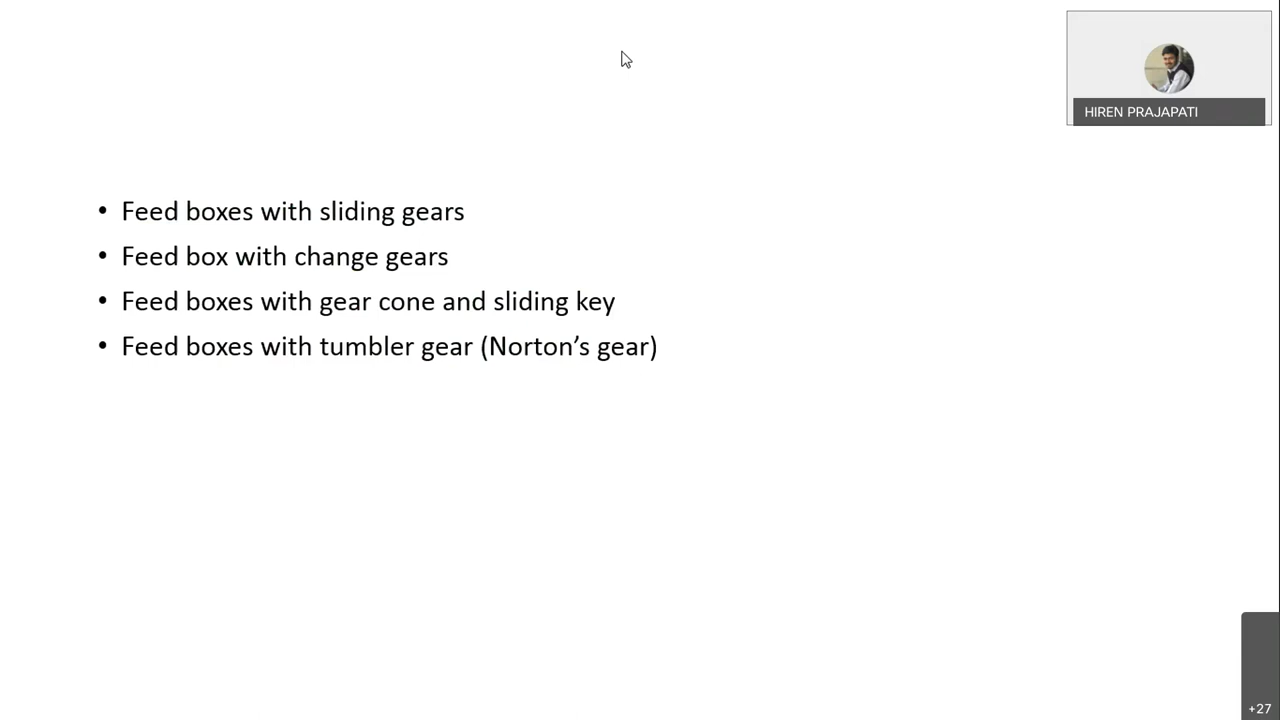 HIREN PRAJAPATI
• Feed boxes with sliding gears
• Feed box with change gears
• Feed boxes with gear cone and sliding key
• Feed boxes with tumbler gear (Norton’s gear)
+27